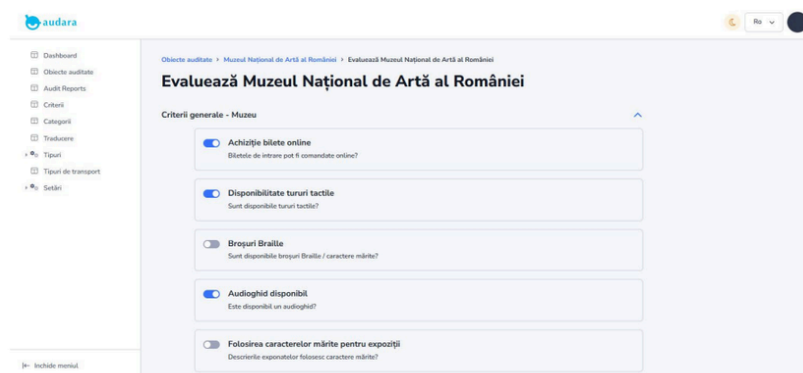 audara
Ro
Dashboard
Obiecte auditate
Audit Reports
Criterii
Categorii
Traducere
Tipuri
Tipuri de transport
Setări
Închide meniul
Obiecte auditate > Muzeul Național de Artă al României > Evaluează Muzeul Național de Artă al României
Evaluează Muzeul Național de Artă al României
Criterii generale - Muzeu
Achiziție bilete online
Biletele de intrare pot fi comandate online?
Disponibilitate tururi tactile
Sunt disponibile tururi tactile?
Broșuri Braille
Sunt disponibile broșuri Braille / caractere mărite?
Audioghid disponibil
Este disponibil un audioghid?
Folosirea caracterelor mărite pentru expoziții
Descrierile exponatelor folosesc caractere mărite?